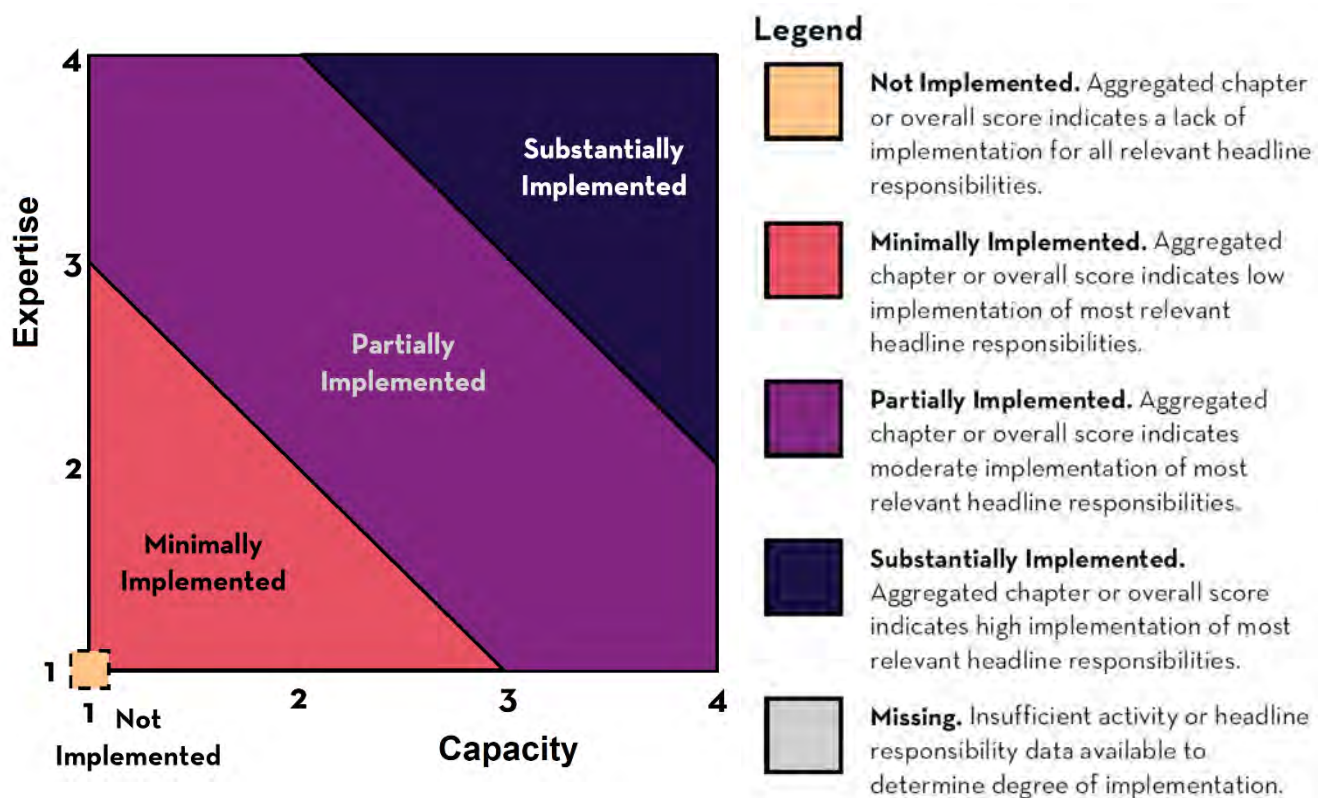 4
3
2
1
Expertise
1
2
3
4
Capacity
Not
Implemented
Minimally
Implemented
Partially
Implemented
Substantially
Implemented
Legend
Not Implemented. Aggregated chapter
or overall score indicates a lack of
implementation for all relevant headline
responsibilities.
Minimally Implemented. Aggregated
chapter or overall score indicates low
implementation of most relevant
headline responsibilities.
Partially Implemented. Aggregated
chapter or overall score indicates
moderate implementation of most
relevant headline responsibilities.
Substantially Implemented.
Aggregated chapter or overall score
indicates high implementation of most
relevant headline responsibilities.
Missing. Insufficient activity or headline
responsibility data available to
determine degree of implementation.